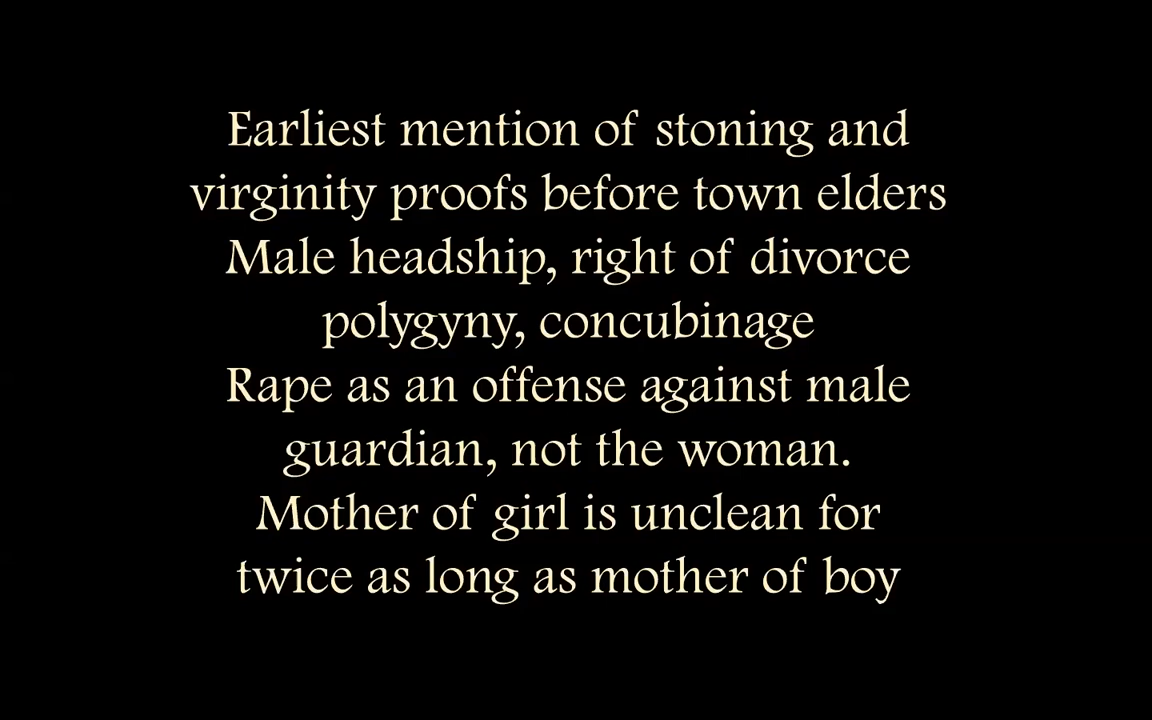 Earliest mention of stoning and
virginity proofs before town elders
Male headship, right of divorce
polygyny, concubinage
Rape as an offense against male
guardian, not the woman.
Mother of girl is unclean for
twice as long as mother of boy